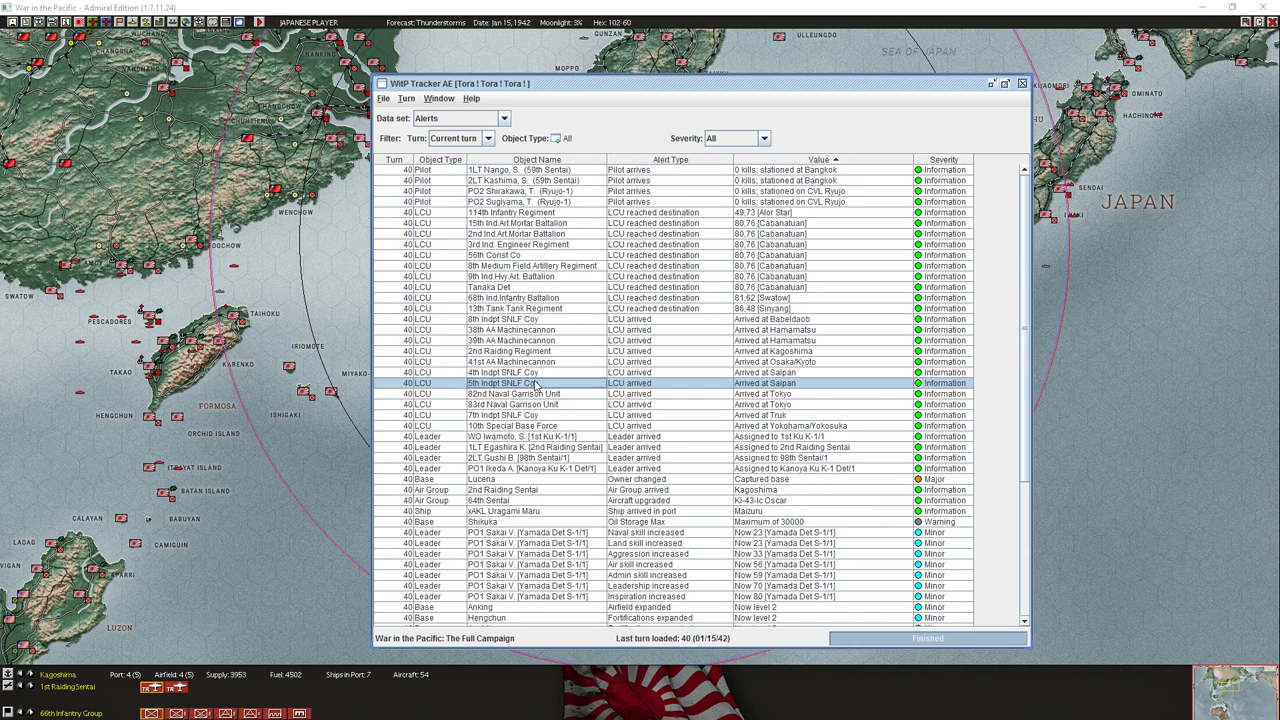 War in the Pacific - Admiral Edition (1.7.11.24)
JAPANESE PLAYER
Forecast: Thunderstorms Date: Jan 15, 1942 Moonlight: 3% Hex: 102 60
WitP Tracker AE [Tora ! Tora ! Tora ! ]
File Turn Window Help
Data set: Alerts
Filter: Turn: Current turn Object Type: All Severity: All
Turn Object Type Object Name Alert Type Value Severity
40 Pilot 1LT Nango, S. (59th Sentai) Pilot arrives 0 kills; stationed at Bangkok Information
40 Pilot 2LT Kashima, S. (59th Sentai) Pilot arrives 0 kills; stationed at Bangkok Information
40 Pilot PO2 Shirakawa, T. (Ryujo-1) Pilot arrives 0 kills; stationed on CVL Ryujo Information
40 Pilot PO2 Sugiyama, T. (Ryujo-1) Pilot arrives 0 kills; stationed on CVL Ryujo Information
40 LCU 114th Infantry Regiment LCU reached destination 49,73 [Alor Star] Information
40 LCU 15th Ind.Art.Mortar Battalion LCU reached destination 80,76 [Cabanatuan] Information
40 LCU 2nd Ind.Art.Mortar Battalion LCU reached destination 80,76 [Cabanatuan] Information
40 LCU 3rd Ind. Engineer Regiment LCU reached destination 80,76 [Cabanatuan] Information
40 LCU 56th Const Co LCU reached destination 80,76 [Cabanatuan] Information
40 LCU 8th Medium Field Artillery Regiment LCU reached destination 80,76 [Cabanatuan] Information
40 LCU 9th Ind.Hvy.Art. Battalion LCU reached destination 80,76 [Cabanatuan] Information
40 LCU Tanaka Det LCU reached destination 80,76 [Cabanatuan] Information
40 LCU 68th Ind.Infantry Battalion LCU reached destination 81,62 [Swatow] Information
40 LCU 13th Tank Tank Regiment LCU reached destination 86,48 [Sinyang] Information
40 LCU 8th Indpt SNLF Coy LCU arrived Arrived at Babeldaob Information
40 LCU 38th AA Machinecannon LCU arrived Arrived at Hamamatsu Information
40 LCU 39th AA Machinecannon LCU arrived Arrived at Hamamatsu Information
40 LCU 2nd Raiding Regiment LCU arrived Arrived at Kagoshima Information
40 LCU 41st AA Machinecannon LCU arrived Arrived at Osaka/Kyoto Information
40 LCU 4th Indpt SNLF Coy LCU arrived Arrived at Saipan Information
40 LCU 5th Indpt SNLF Coy LCU arrived Arrived at Saipan Information
40 LCU 82nd Naval Garrison Unit LCU arrived Arrived at Tokyo Information
40 LCU 83rd Naval Garrison Unit LCU arrived Arrived at Tokyo Information
40 LCU 7th Indpt SNLF Coy LCU arrived Arrived at Truk Information
40 LCU 10th Special Base Force LCU arrived Arrived at Yokohama/Yokosuka Information
40 Leader WO Iwamoto, S. [1st Ku K-1/1] Leader arrived Assigned to 1st Ku K-1/1 Information
40 Leader 1LT Egashira K. [2nd Raiding Sentai] Leader arrived Assigned to 2nd Raiding Sentai Information
40 Leader 2LT Gushi B. [98th Sentai/1] Leader arrived Assigned to 98th Sentai/1 Information
40 Leader PO1 Ikeda A. [Kanoya Ku K-1 Det/1] Leader arrived Assigned to Kanoya Ku K-1 Det/1 Information
40 Base Lucena Owner changed Captured base Major
40 Air Group 2nd Raiding Sentai Air Group arrived Kagoshima Information
40 Air Group 64th Sentai Aircraft upgraded Ki-43-Ic Oscar Information
40 Ship xAKL Uragami Maru Ship arrived in port Maizuru Information
40 Base Shikuka Oil Storage Max Maximum of 30000 Warning
40 Leader PO1 Sakai V. [Yamada Det S-1/1] Naval skill increased Now 23 [Yamada Det S-1/1] Minor
40 Leader PO1 Sakai V. [Yamada Det S-1/1] Land skill increased Now 23 [Yamada Det S-1/1] Minor
40 Leader PO1 Sakai V. [Yamada Det S-1/1] Aggression increased Now 33 [Yamada Det S-1/1] Minor
40 Leader PO1 Sakai V. [Yamada Det S-1/1] Air skill increased Now 56 [Yamada Det S-1/1] Minor
40 Leader PO1 Sakai V. [Yamada Det S-1/1] Admin skill increased Now 59 [Yamada Det S-1/1] Minor
40 Leader PO1 Sakai V. [Yamada Det S-1/1] Leadership increased Now 70 [Yamada Det S-1/1] Minor
40 Leader PO1 Sakai V. [Yamada Det S-1/1] Inspiration increased Now 80 [Yamada Det S-1/1] Minor
40 Base Anking Airfield expanded Now level 2 Minor
40 Base Hengchun Fortifications expanded Now level 2 Minor
War in the Pacific: The Full Campaign Last turn loaded: 40 (01/15/42) Finished
ULLEUNGDO
SEA OF JAPAN
GUNZAN
MOPPO
OMINATO
HACHINOHE
SENDAI
JAPAN
NANKING
WENCHOW
FOOCHOW
SWATOW
PESCADORES
TAIHOKU
TAKAO
KARENKO
IRIOMOTE
MIYAKO-
FORMOSA
ISHIGAKI
HENGCHUN
ORCHID ISLAND
ITBAYAT ISLAND
BATAN ISLAND
CALAYAN
BABUYAN
LAOAG
CAMIGUIN
VIGAN
APARRI
LUZON
Kagoshima Port: 4 (5) Airfield: 4 (5) Supply: 3953 Fuel: 4502 Ships in Port: 7 Aircraft: 54
1st Raiding Sentai TR TR
66th Infantry Group